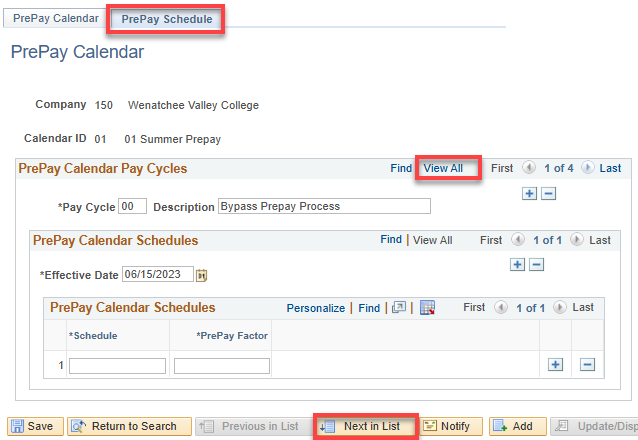 PrePay Calendar PrePay Schedule
PrePay Calendar
Company 150 Wenatchee Valley College
Calendar ID 01 01 Summer Prepay
PrePay Calendar Pay Cycles Find View All First 1 of 4 Last
*Pay Cycle 00 Description Bypass Prepay Process
PrePay Calendar Schedules Find | View All First 1 of 1 Last
*Effective Date 06/15/2023
PrePay Calendar Schedules Personalize | Find | | First 1 of 1 Last
*Schedule *PrePay Factor
1
Save Return to Search Previous in List Next in List Notify Add Update/Disp